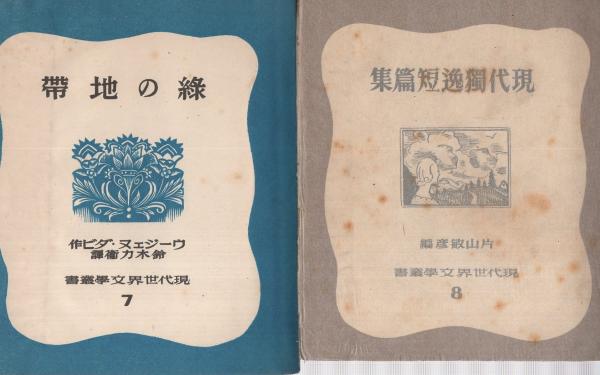 綠の地帶
ウージェヌ・ダビ作
鈴木力衞譯
現代世界文學叢書
7
現代獨逸短篇集
片山敏彥編
現代世界文學叢書
8